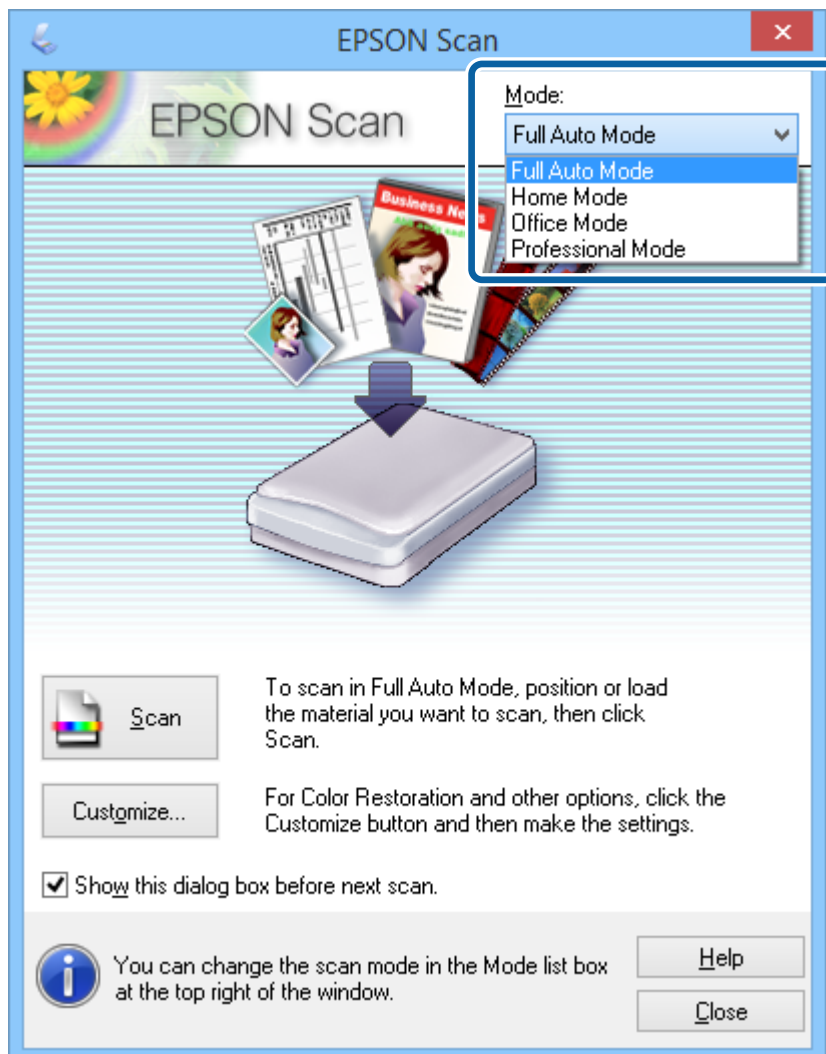 EPSON Scan
EPSON Scan
Mode:
Full Auto Mode
Full Auto Mode
Home Mode
Office Mode
Professional Mode
Business News
Scan
To scan in Full Auto Mode, position or load
the material you want to scan, then click
Scan.
Customize...
For Color Restoration and other options, click the
Customize button and then make the settings.
Show this dialog box before next scan.
You can change the scan mode in the Mode list box
at the top right of the window.
Help
Close